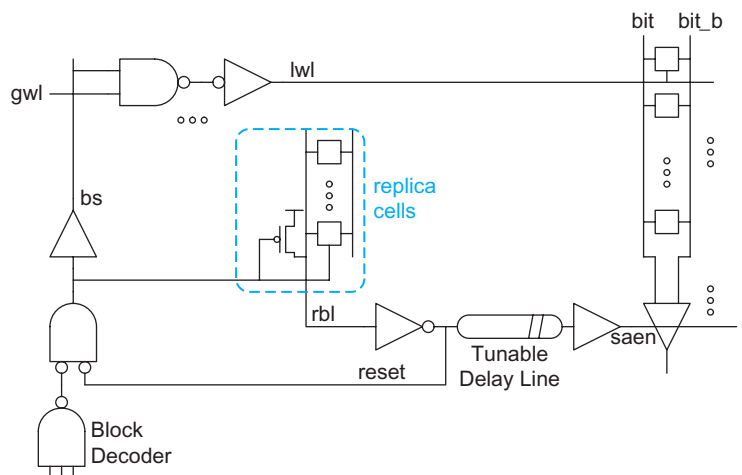 bit
bit_b
lwl
gwl
replica
cells
bs
rbl
saen
Tunable
Delay Line
reset
Block
Decoder